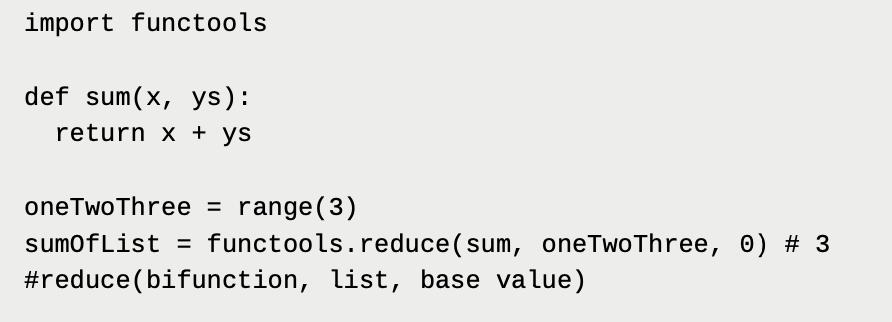 import functools
def sum(x, ys):
  return x + ys
oneTwoThree = range(3)
sumOfList = functools.reduce(sum, oneTwoThree, 0) # 3
#reduce(bifunction, list, base value)